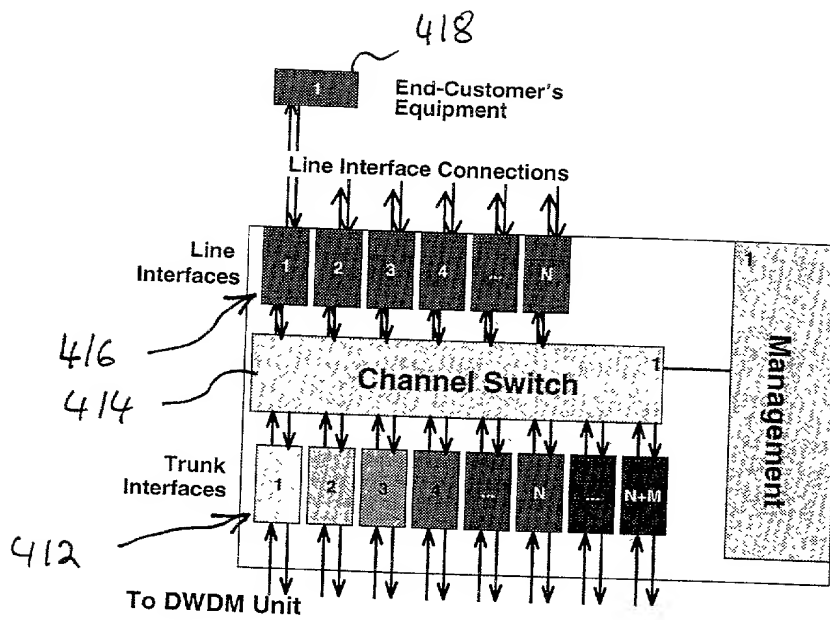 418
1
End-Customer's
Equipment
Line Interface Connections
Line
Interfaces
1 2 3 4 ... N
1
Management
416
414
Channel Switch
1
Trunk
Interfaces
1 2 3 4 ... N ... N+M
412
To DWDM Unit